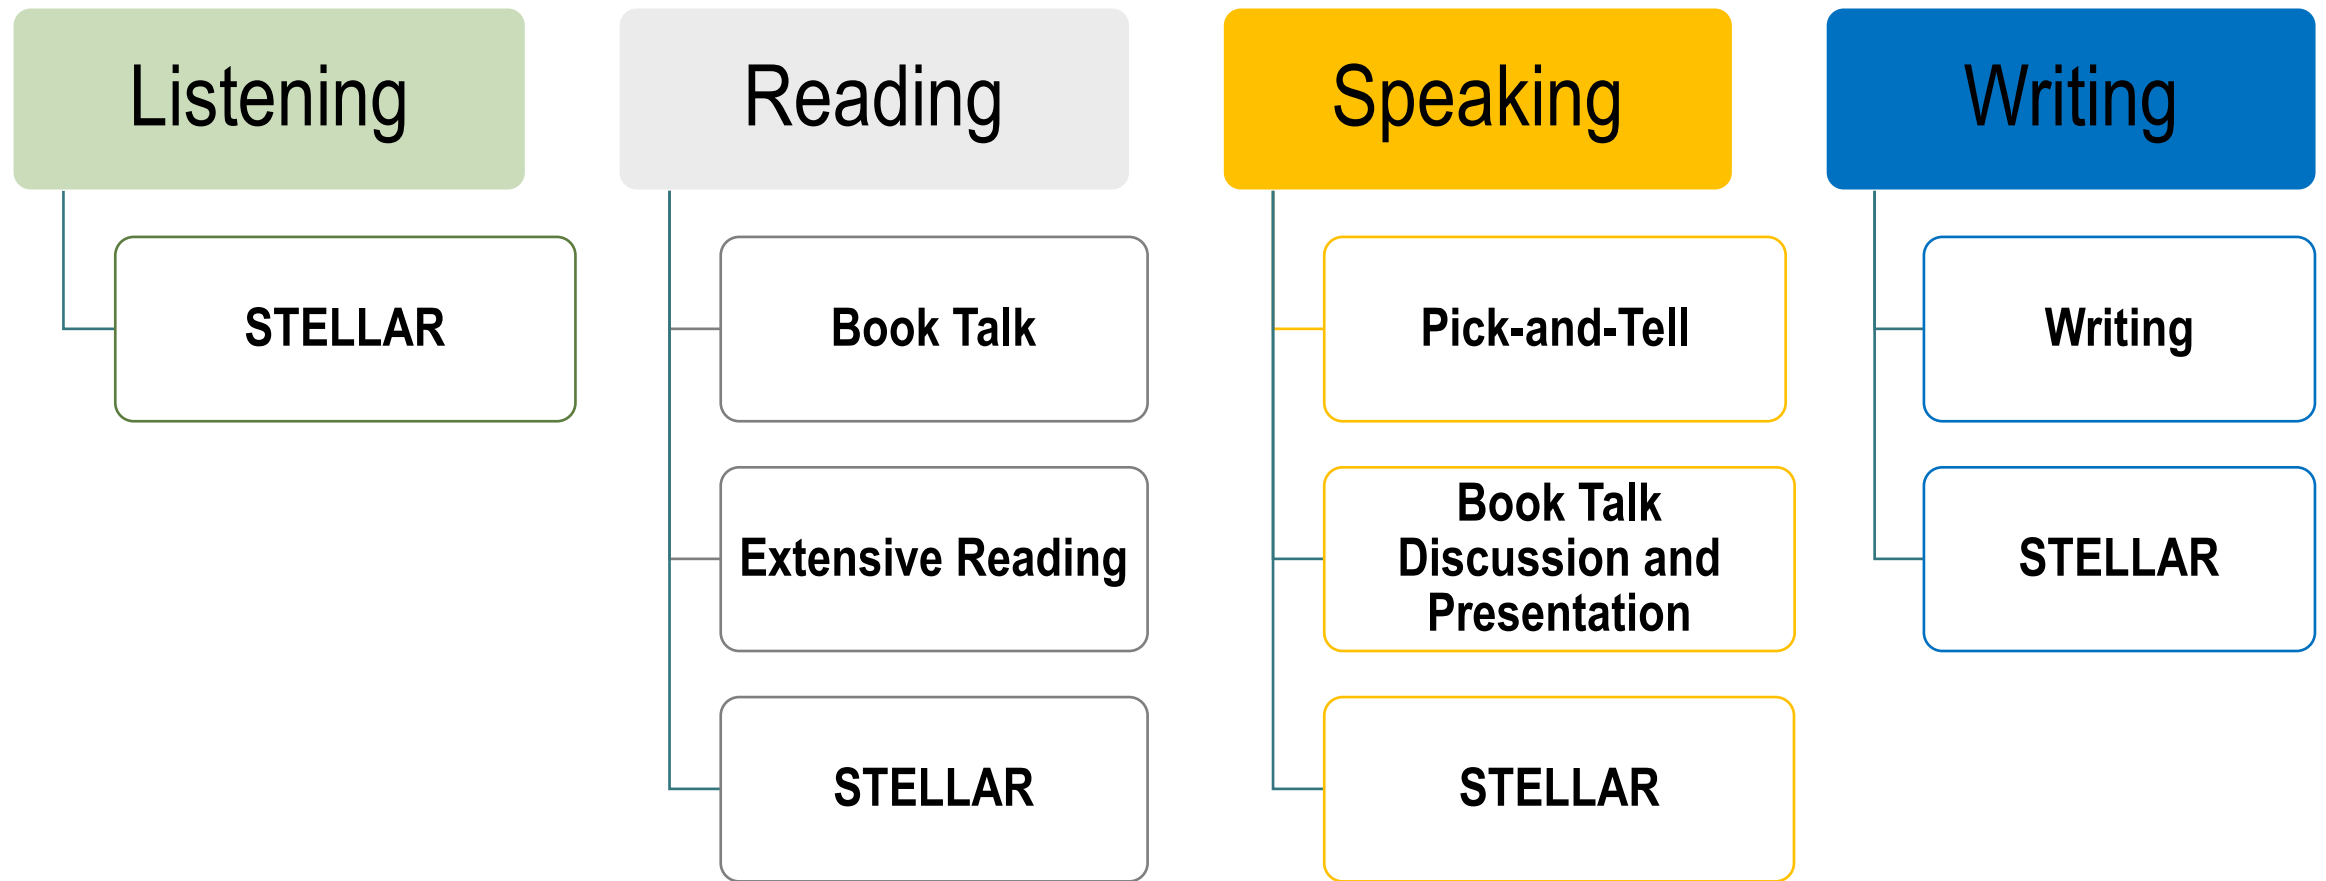 Listening
STELLAR
Reading
Book Talk
Extensive Reading
STELLAR
Speaking
Pick-and-Tell
Book Talk
Discussion and
Presentation
STELLAR
Writing
Writing
STELLAR